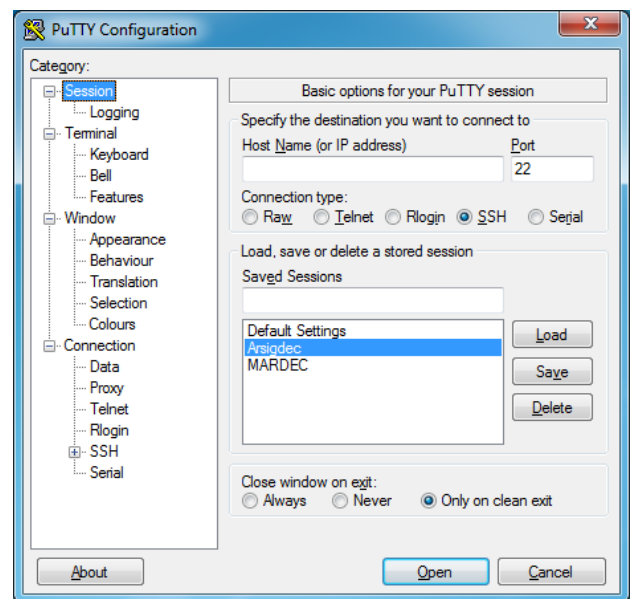 PuTTY Configuration
Category:
Session
Logging
Terminal
Keyboard
Bell
Features
Window
Appearance
Behaviour
Translation
Selection
Colours
Connection
Data
Proxy
Telnet
Rlogin
SSH
Serial
Basic options for your PuTTY session
Specify the destination you want to connect to
Host Name (or IP address) Port
22
Connection type:
Raw Telnet Rlogin SSH Serial
Load, save or delete a stored session
Saved Sessions
Default Settings
Arsigdec
MARDEC
Load
Save
Delete
Close window on exit:
Always Never Only on clean exit
About Open Cancel